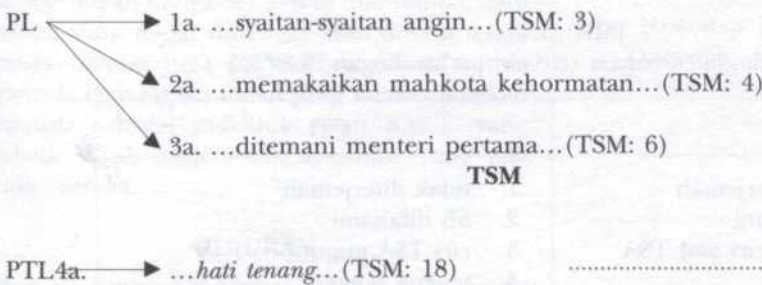 PL 1a. ....syaitan-syaitan angin…(TSM: 3)
2a. ....memakaikan mahkota kehormatan…(TSM: 4)
3a. ....ditemani menteri pertama…(TSM: 6)
TSM
PTL4a. ...hati tenang…(TSM: 18) ..................